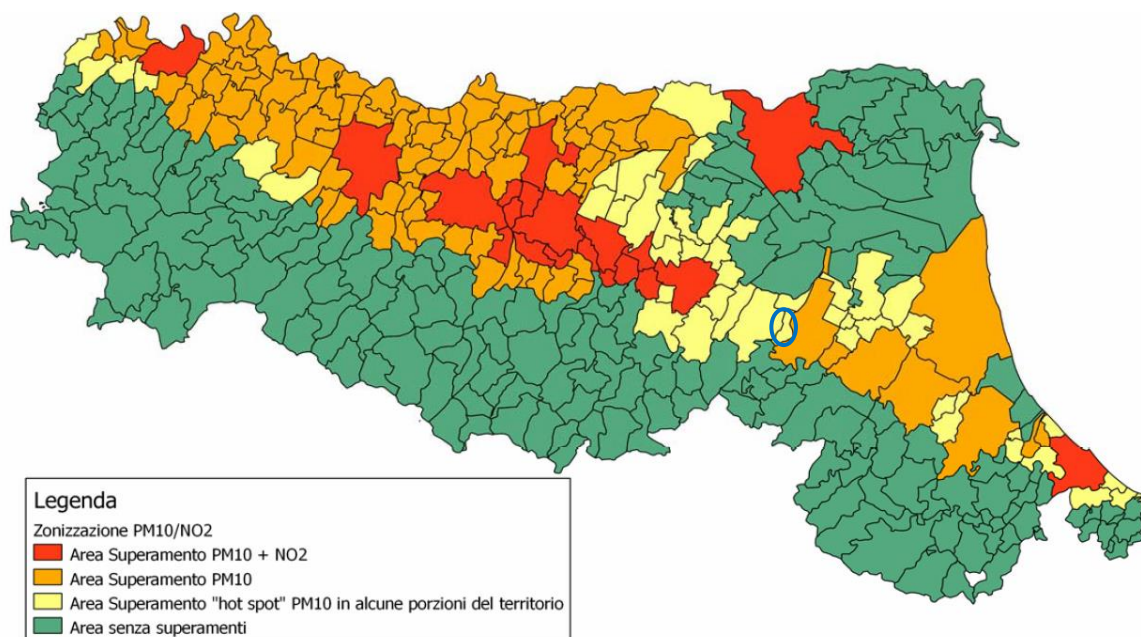 Legenda
Zonizzazione PM10/NO2
Area Superamento PM10 + NO2
Area Superamento PM10
Area Superamento "hot spot" PM10 in alcune porzioni del territorio
Area senza superamenti